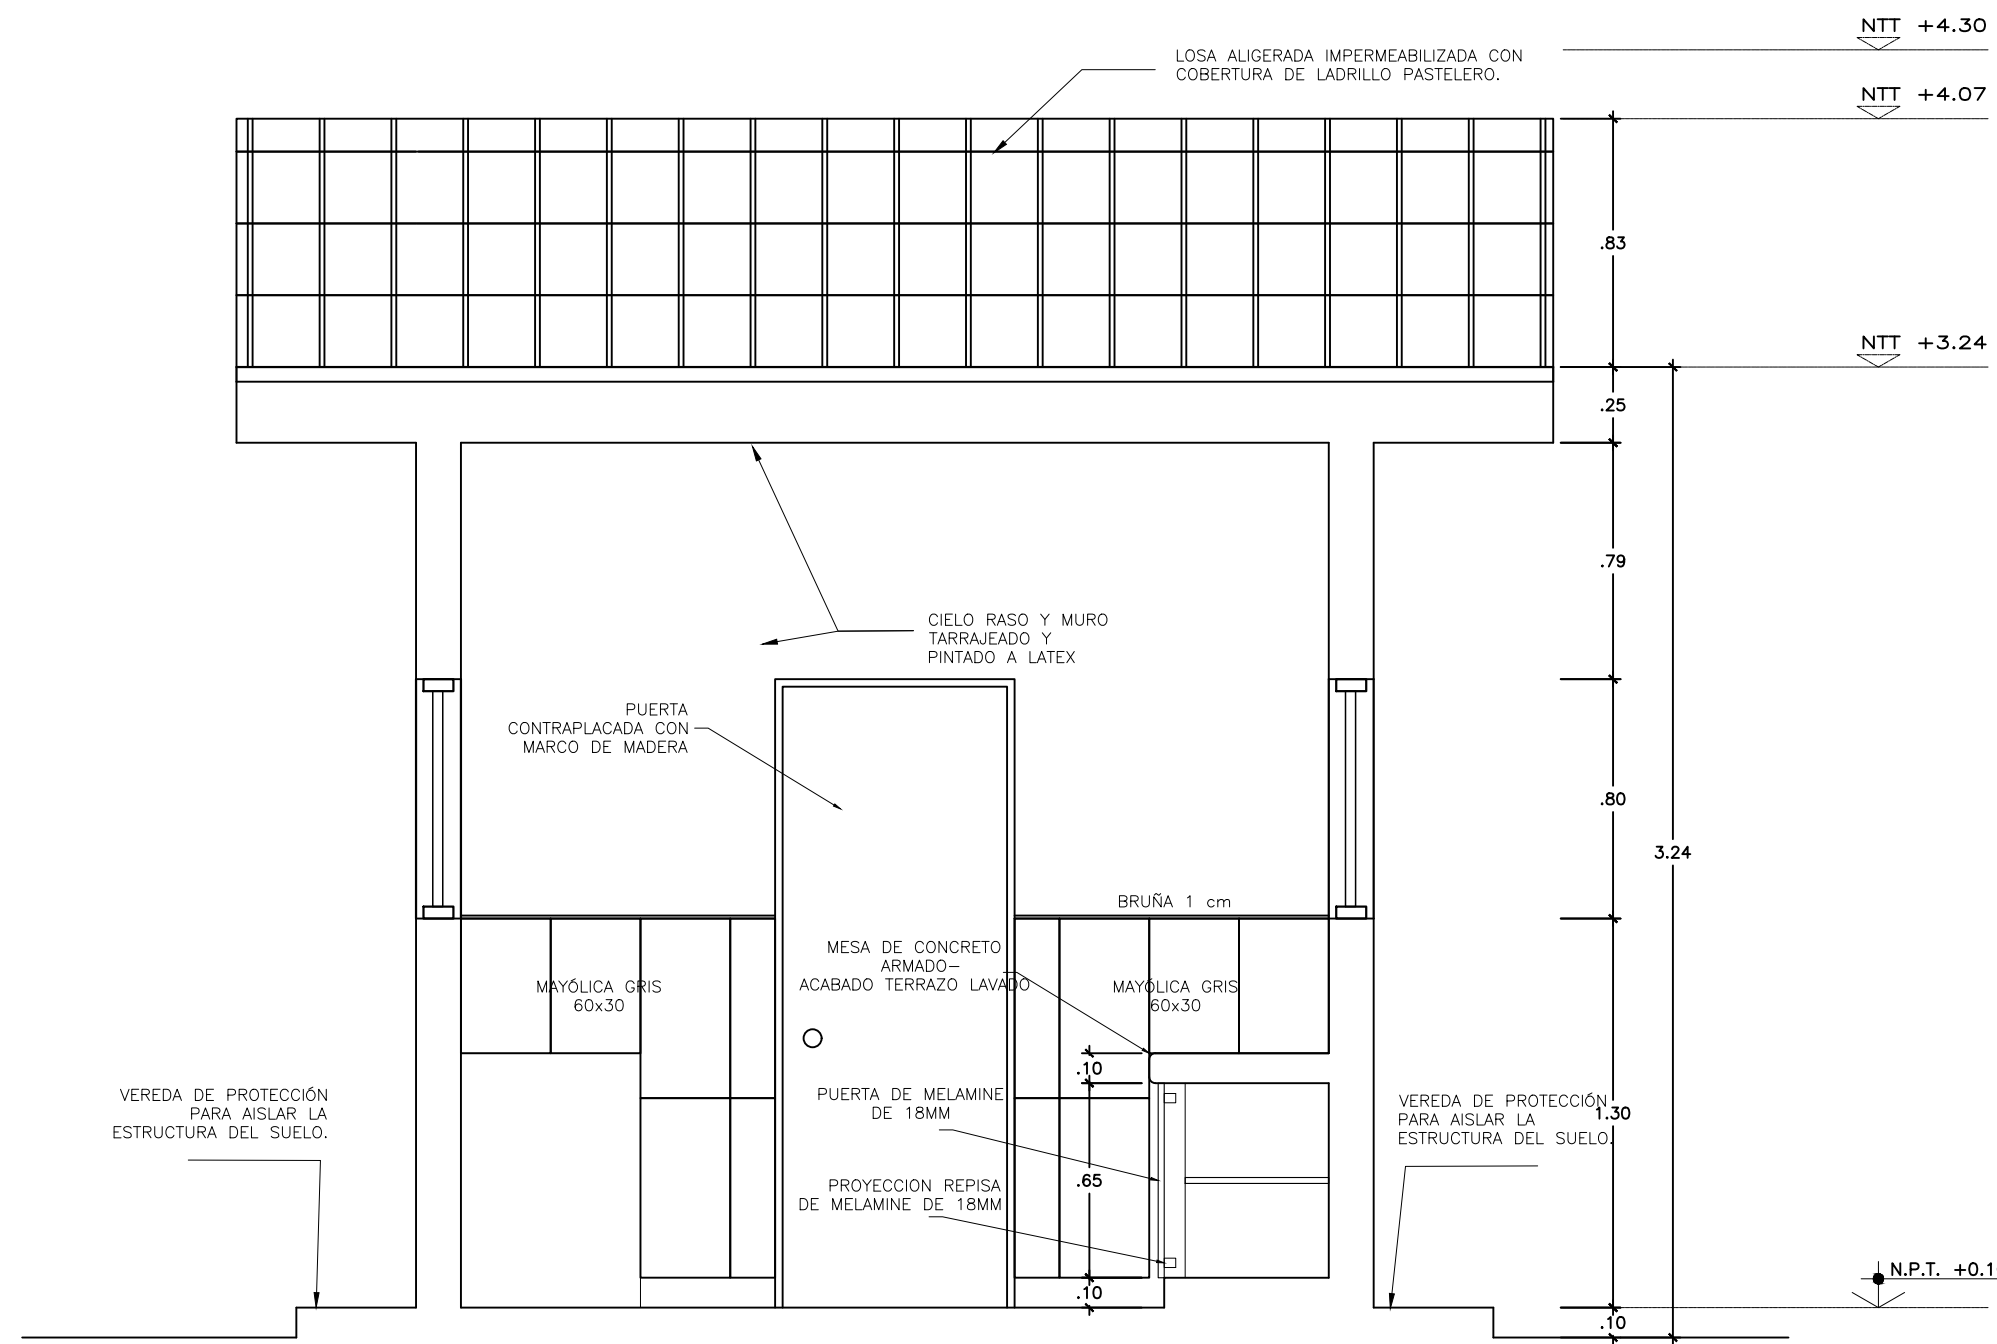 NTT +4.30
LOSA ALIGERADA IMPERMEABILIZADA CON
COBERTURA DE LADRILLO PASTELERO.
NTT +4.07
.83
NTT +3.24
.25
.79
CIELO RASO Y MURO
TARRAJEADO Y
PINTADO A LATEX
PUERTA
CONTRAPLACADA CON
MARCO DE MADERA
.80
3.24
BRUÑA 1 cm
MESA DE CONCRETO
ARMADO-
ACABADO TERRAZO LAVADO
MAYÓLICA GRIS
60x30
MAYÓLICA GRIS
60x30
.10
PUERTA DE MELAMINE
DE 18MM
VEREDA DE PROTECCIÓN
PARA AISLAR LA
ESTRUCTURA DEL SUELO.
VEREDA DE PROTECCIÓN
PARA AISLAR LA
ESTRUCTURA DEL SUELO.
1.30
.65
PROYECCION REPISA
DE MELAMINE DE 18MM
.10
N.P.T. +0.1
.10